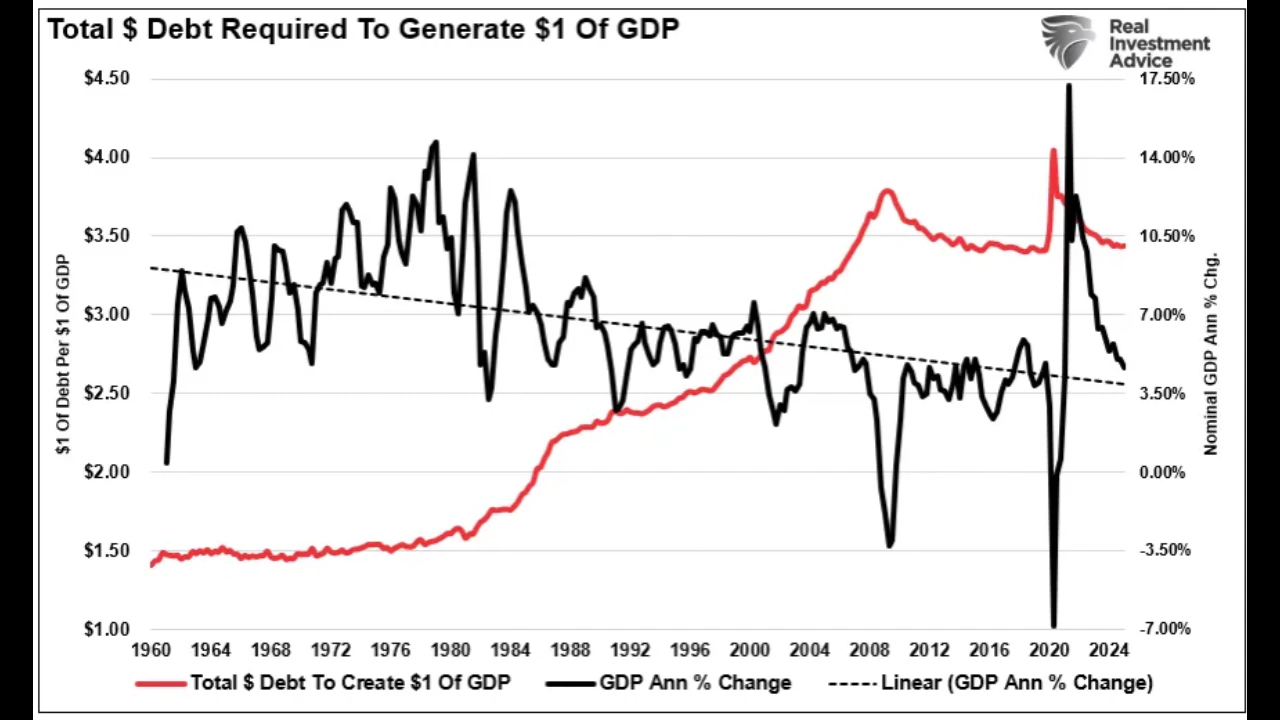 Total $ Debt Required To Generate $1 Of GDP
Real
Investment
Advice
$4.50
$4.00
$3.50
$3.00
$2.50
$2.00
$1.50
$1.00
$1 Of Debt Per $1 Of GDP
17.50%
14.00%
10.50%
7.00%
3.50%
0.00%
-3.50%
-7.00%
Nominal GDP Ann % Chg.
1960 1964 1968 1972 1976 1980 1984 1988 1992 1996 2000 2004 2008 2012 2016 2020 2024
Total $ Debt To Create $1 Of GDP GDP Ann % Change Linear (GDP Ann % Change)